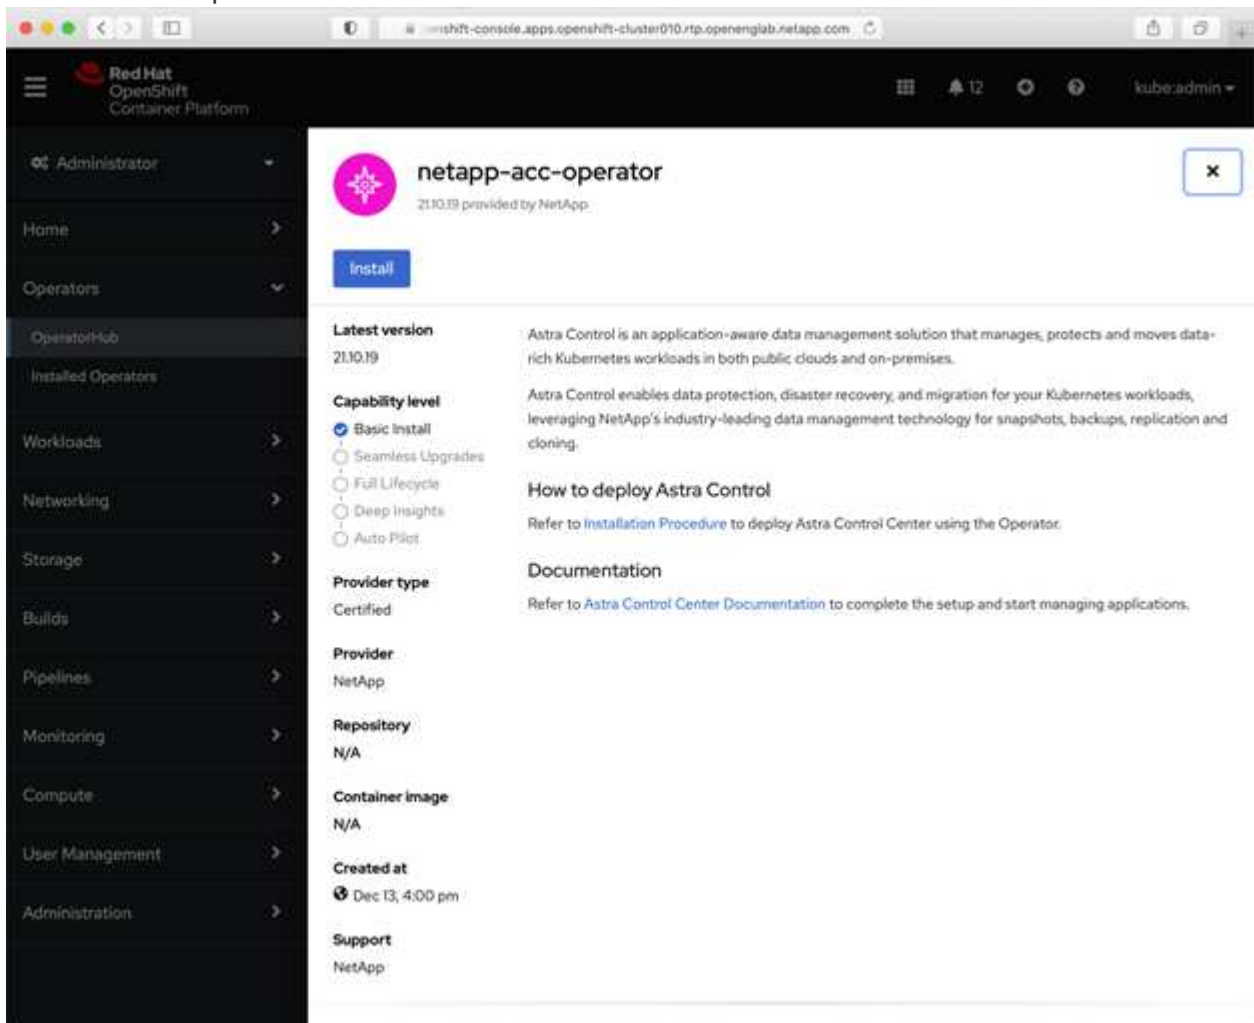 shift-console.apps.openshift-cluster010.rtp.openenglab.netapp.com
Red Hat
OpenShift
Container Platform
12
kube:admin
Administrator
Home
Operators
OperatorHub
Installed Operators
Workloads
Networking
Storage
Builds
Pipelines
Monitoring
Compute
User Management
Administration
netapp-acc-operator
21.10.19 provided by NetApp
Install
Latest version
21.10.19
Capability level
Basic Install
Seamless Upgrades
Full Lifecycle
Deep Insights
Auto Pilot
Provider type
Certified
Provider
NetApp
Repository
N/A
Container image
N/A
Created at
Dec 13, 4:00 pm
Support
NetApp
Astra Control is an application-aware data management solution that manages, protects and moves data-
rich Kubernetes workloads in both public clouds and on-premises.
Astra Control enables data protection, disaster recovery, and migration for your Kubernetes workloads,
leveraging NetApp's industry-leading data management technology for snapshots, backups, replication and
cloning.
How to deploy Astra Control
Refer to Installation Procedure to deploy Astra Control Center using the Operator.
Documentation
Refer to Astra Control Center Documentation to complete the setup and start managing applications.